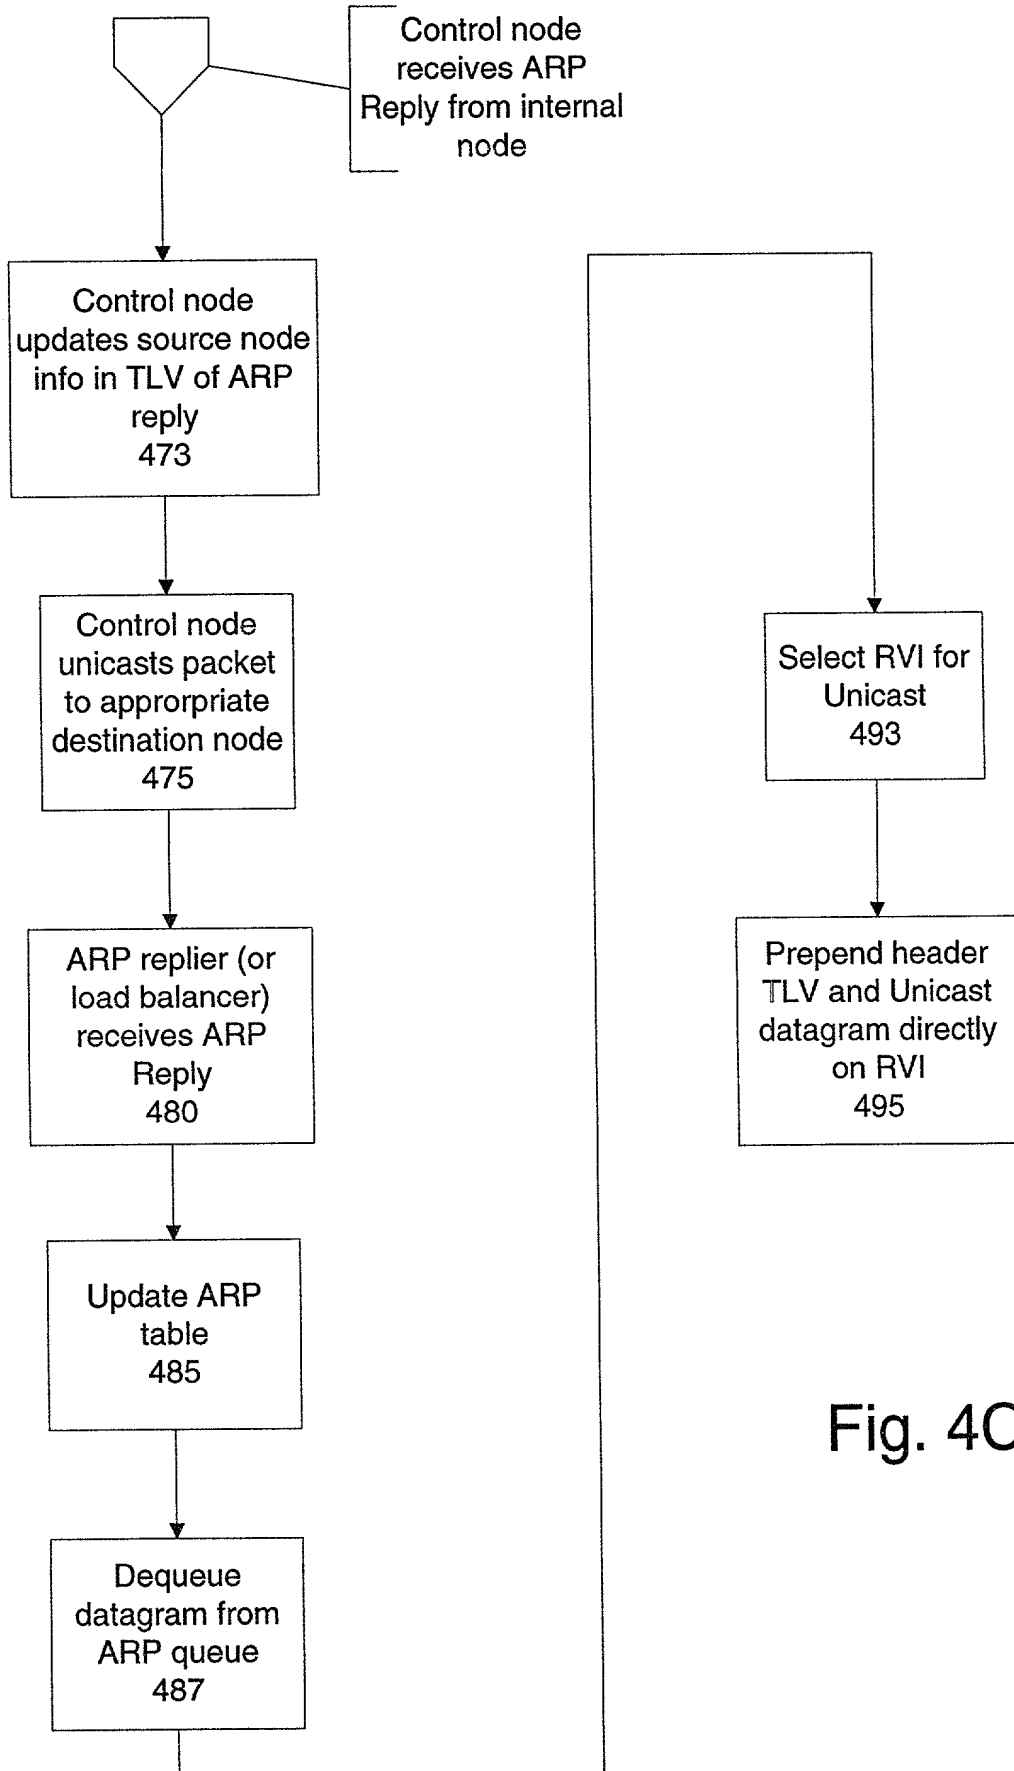 Control node
receives ARP
Reply from internal
node
Control node
updates source node
info in TLV of ARP
reply
473
Control node
unicasts packet
to approrpriate
destination node
475
ARP replier (or
load balancer)
receives ARP
Reply
480
Update ARP
table
485
Dequeue
datagram from
ARP queue
487
Select RVI for
Unicast
493
Prepend header
TLV and Unicast
datagram directly
on RVI
495
Fig. 4C